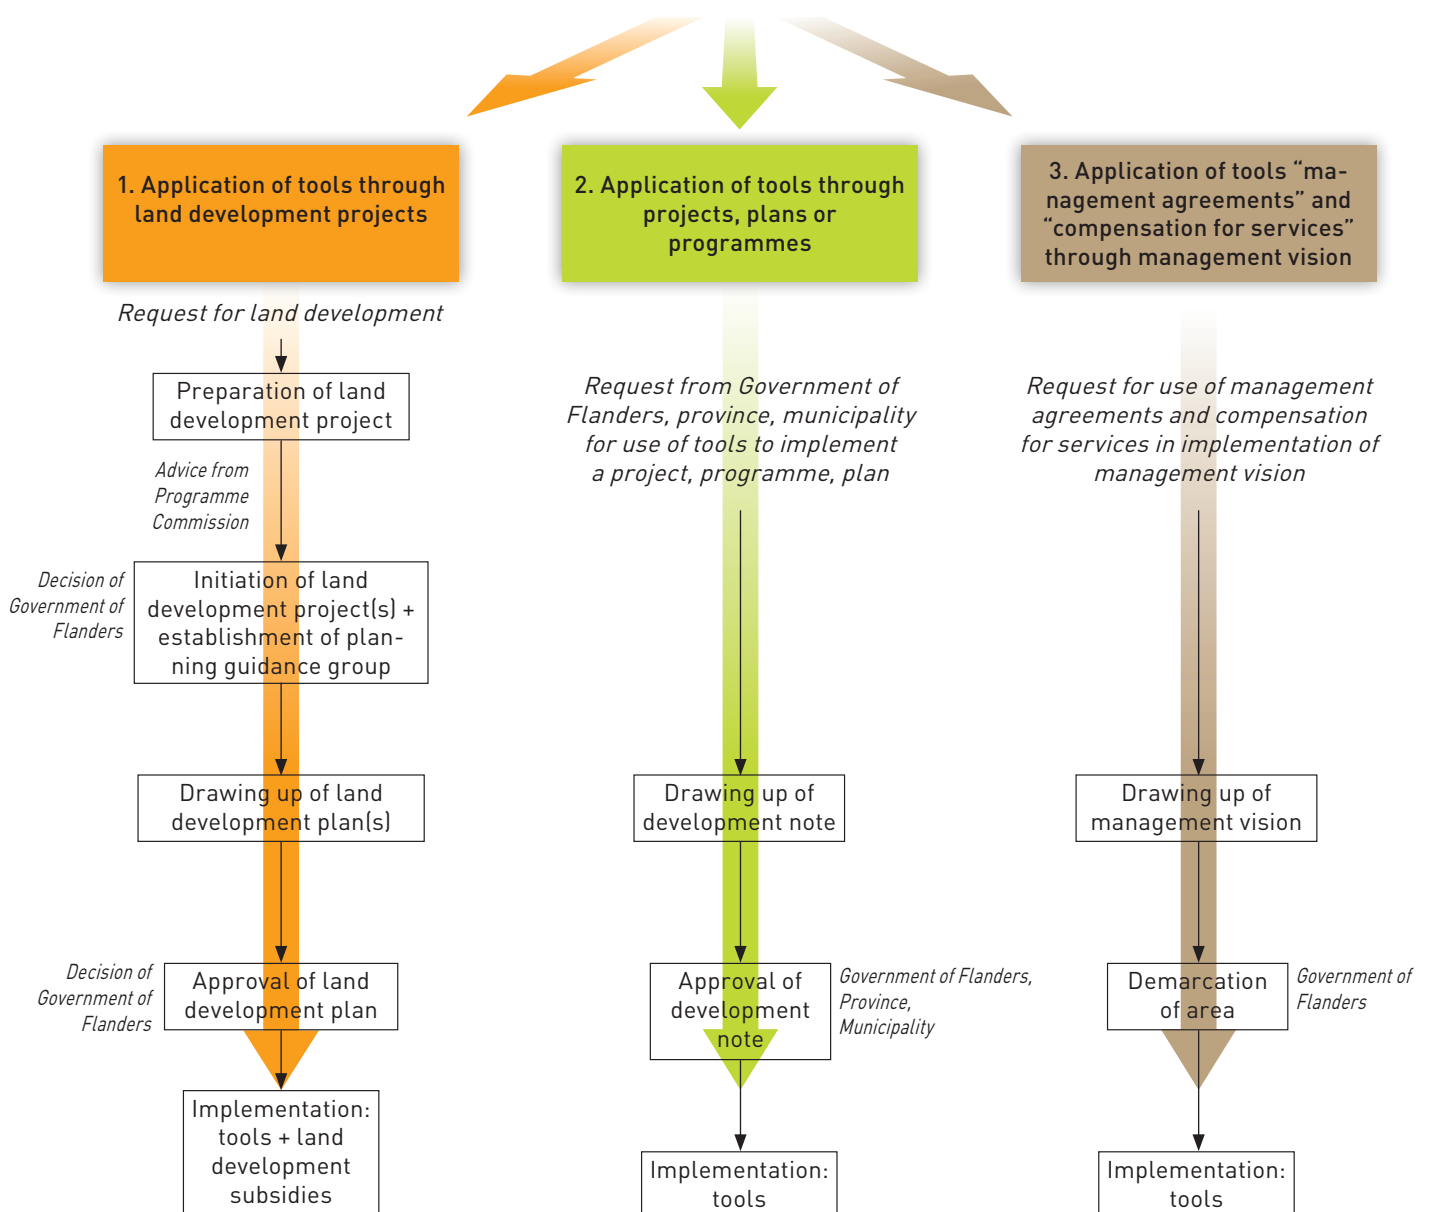 1. Application of tools through
land development projects
Request for land development
Preparation of land
development project
Advice from
Programme
Commission
Decision of
Government of
Flanders
Initiation of land
development project(s) +
establishment of plan-
ning guidance group
Drawing up of land
development plan(s)
Decision of
Government of
Flanders
Approval of land
development plan
Implementation:
tools + land
development
subsidies
2. Application of tools through
projects, plans or
programmes
Request from Government of
Flanders, province, municipality
for use of tools to implement
a project, programme, plan
Drawing up of
development note
Approval of
development
note
Government of Flanders,
Province,
Municipality
Implementation:
tools
3. Application of tools “ma-
nagement agreements” and
“compensation for services”
through management vision
Request for use of management
agreements and compensation
for services in implementation of
management vision
Drawing up of
management vision
Demarcation
of area
Government of
Flanders
Implementation:
tools